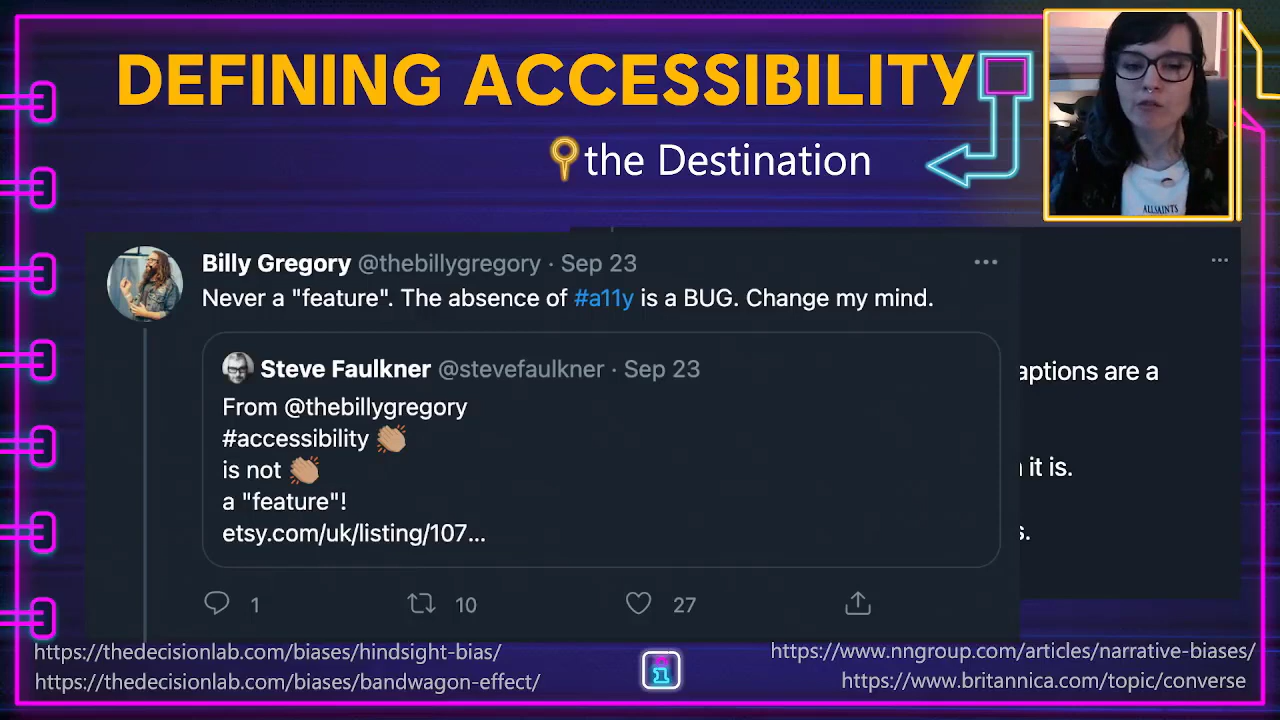 DEFINING ACCESSIBILITY
the Destination
ALLSAINTS
Billy Gregory @thebillygregory · Sep 23
Never a "feature". The absence of #a11y is a BUG. Change my mind.
Steve Faulkner @stevefaulkner · Sep 23
From @thebillygregory
#accessibility 👏🏼
is not 👏🏼
a "feature"!
etsy.com/uk/listing/107...
1 10 27
aptions are a
it is.
s.
https://thedecisionlab.com/biases/hindsight-bias/
https://thedecisionlab.com/biases/bandwagon-effect/
https://www.nngroup.com/articles/narrative-biases/
https://www.britannica.com/topic/converse